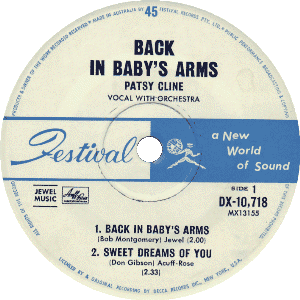 45
BACK
IN BABY'S ARMS
PATSY CLINE
VOCAL WITH ORCHESTRA
Festival
a New
World
of Sound
JEWEL
MUSIC
SIDE 1
DX-10,718
MX13155
1. BACK IN BABY'S ARMS
(Bob Montgomery) Jewel (2.00)
2. SWEET DREAMS OF YOU
(Don Gibson) Acuff-Rose
(2.33)